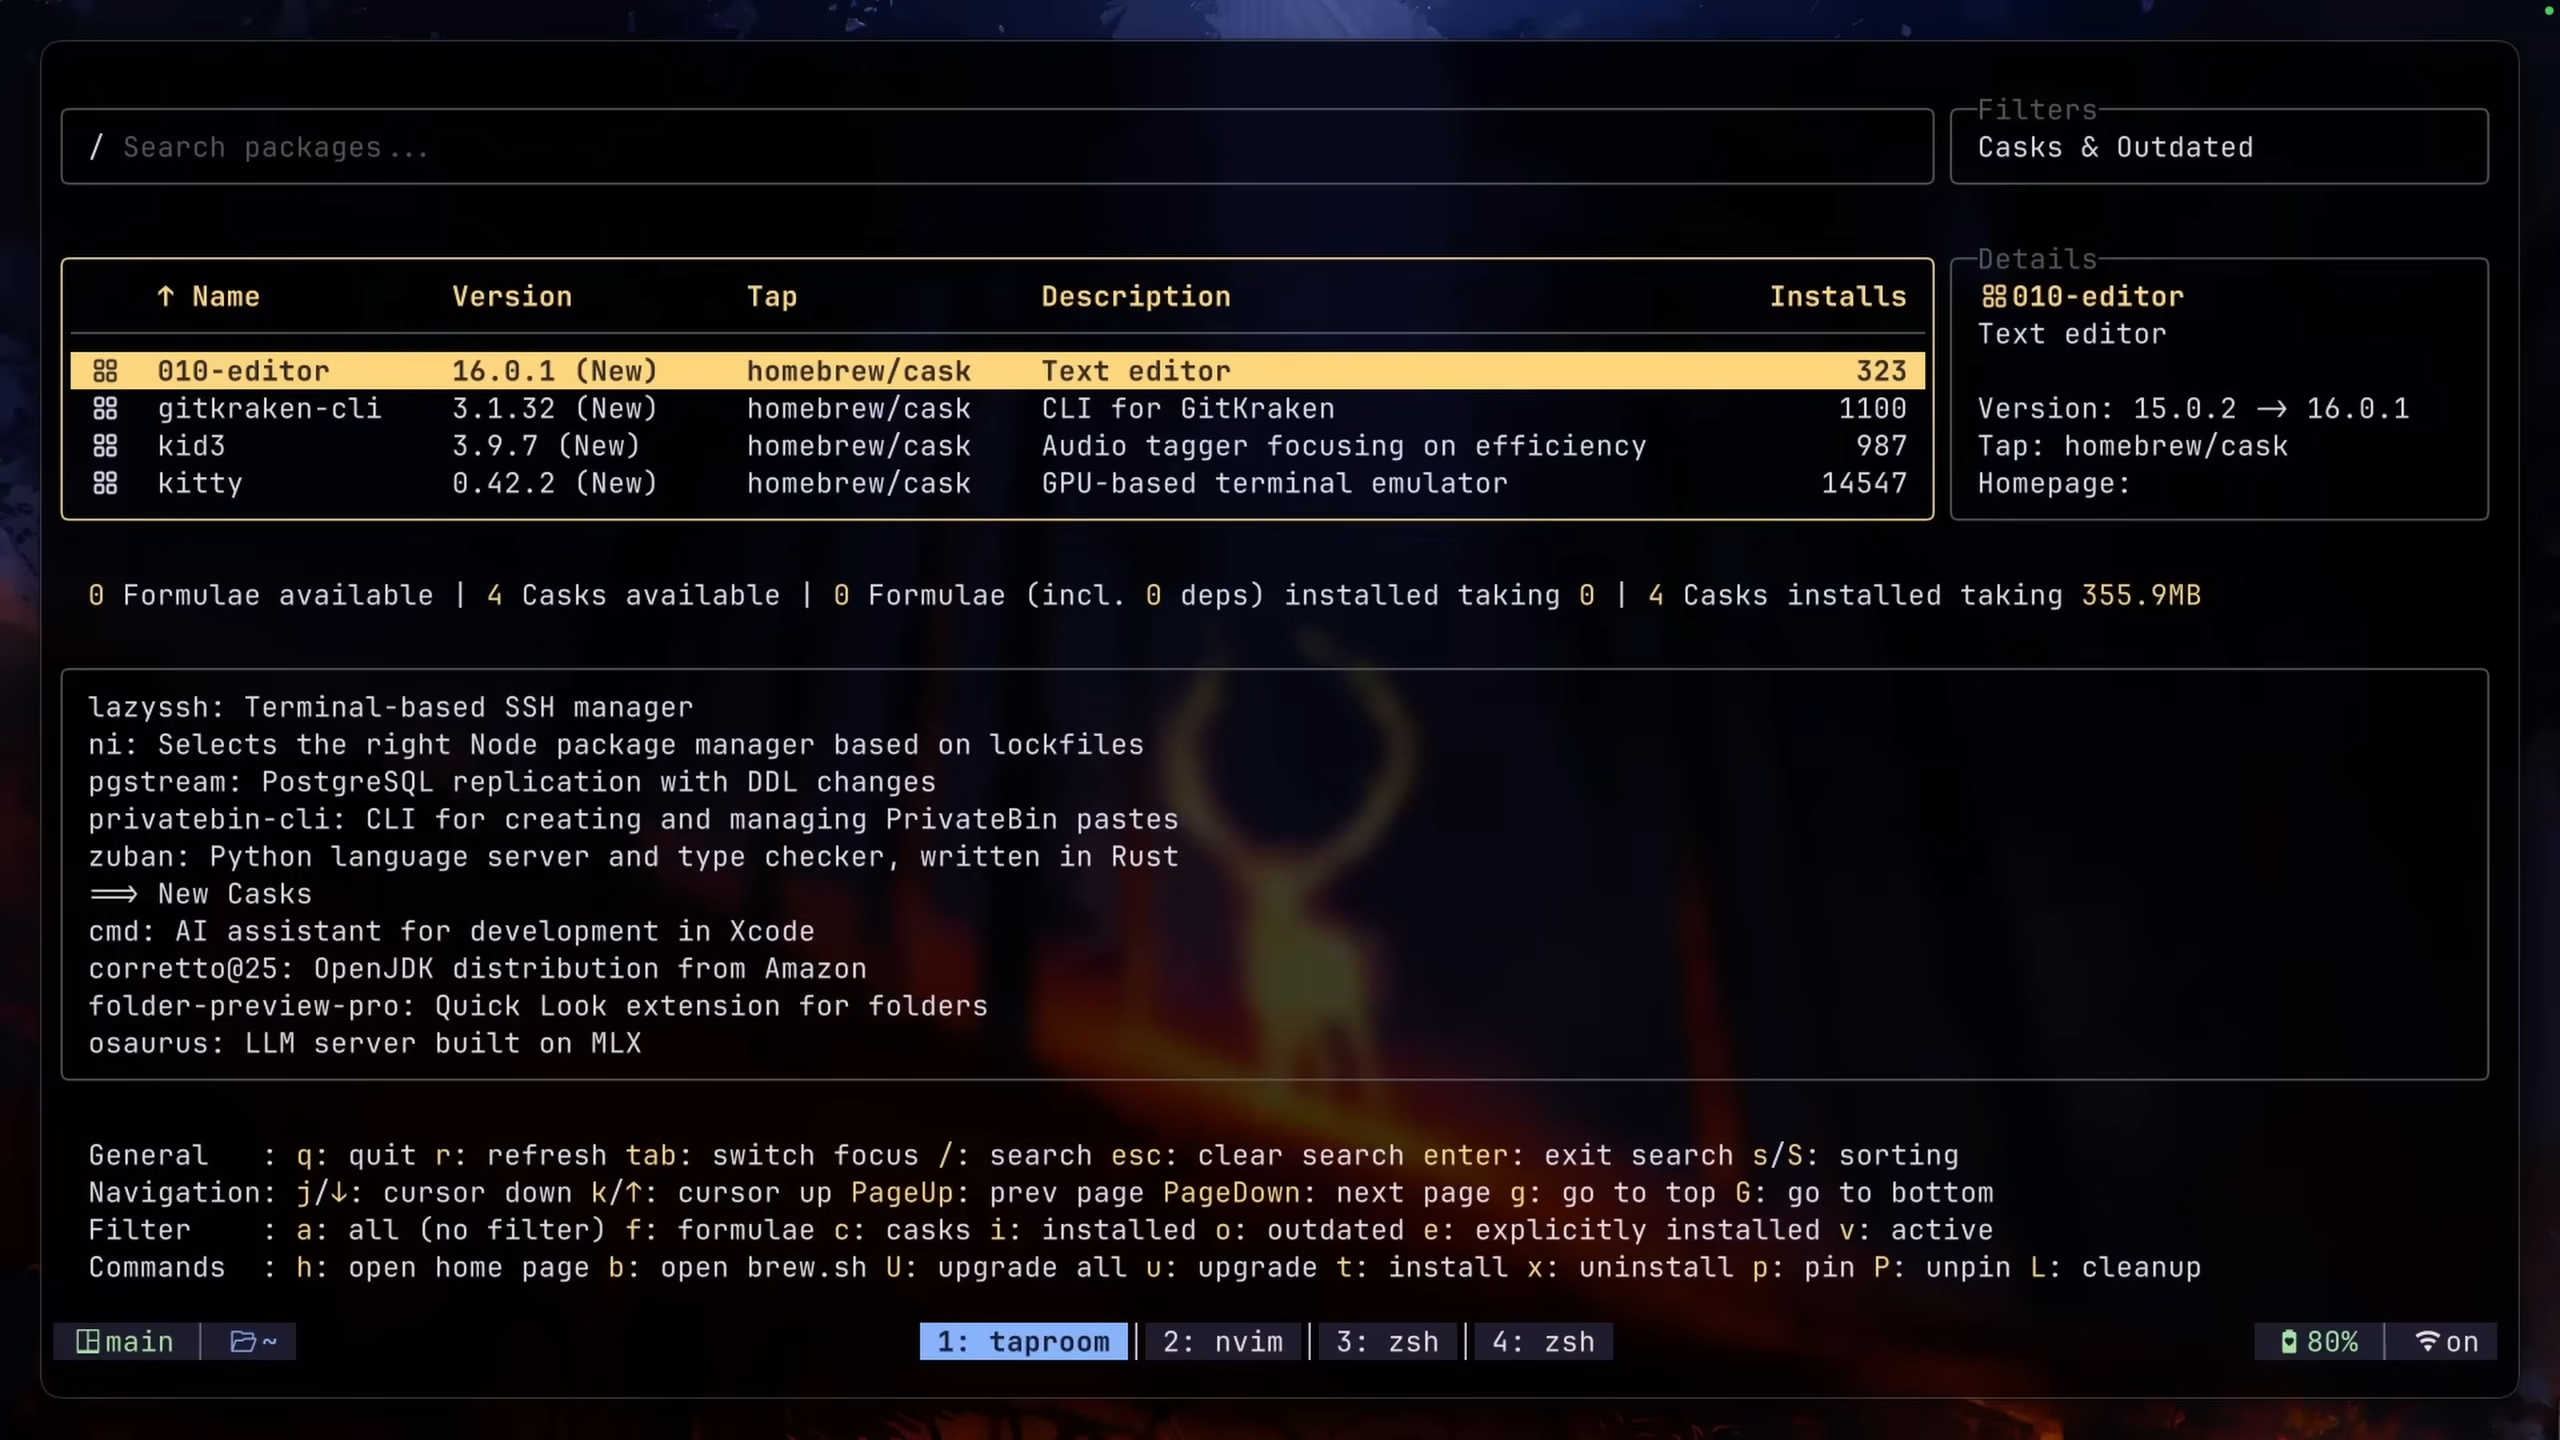 Filters
/ Search packages...
Casks & Outdated
↑ Name Version Tap Description Installs
010-editor 16.0.1 (New) homebrew/cask Text editor 323
gitkraken-cli 3.1.32 (New) homebrew/cask CLI for GitKraken 1100
kid3 3.9.7 (New) homebrew/cask Audio tagger focusing on efficiency 987
kitty 0.42.2 (New) homebrew/cask GPU-based terminal emulator 14547
Details
010-editor
Text editor
Version: 15.0.2 → 16.0.1
Tap: homebrew/cask
Homepage:
0 Formulae available | 4 Casks available | 0 Formulae (incl. 0 deps) installed taking 0 | 4 Casks installed taking 355.9MB
lazyssh: Terminal-based SSH manager
ni: Selects the right Node package manager based on lockfiles
pgstream: PostgreSQL replication with DDL changes
privatebin-cli: CLI for creating and managing PrivateBin pastes
zuban: Python language server and type checker, written in Rust
==> New Casks
cmd: AI assistant for development in Xcode
corretto@25: OpenJDK distribution from Amazon
folder-preview-pro: Quick Look extension for folders
osaurus: LLM server built on MLX
General : q: quit r: refresh tab: switch focus /: search esc: clear search enter: exit search s/S: sorting
Navigation: j/↓: cursor down k/↑: cursor up PageUp: prev page PageDown: next page g: go to top G: go to bottom
Filter : a: all (no filter) f: formulae c: casks i: installed o: outdated e: explicitly installed v: active
Commands : h: open home page b: open brew.sh U: upgrade all u: upgrade t: install x: uninstall p: pin P: unpin L: cleanup
main | ~ 1: taproom | 2: nvim | 3: zsh | 4: zsh 80% | on